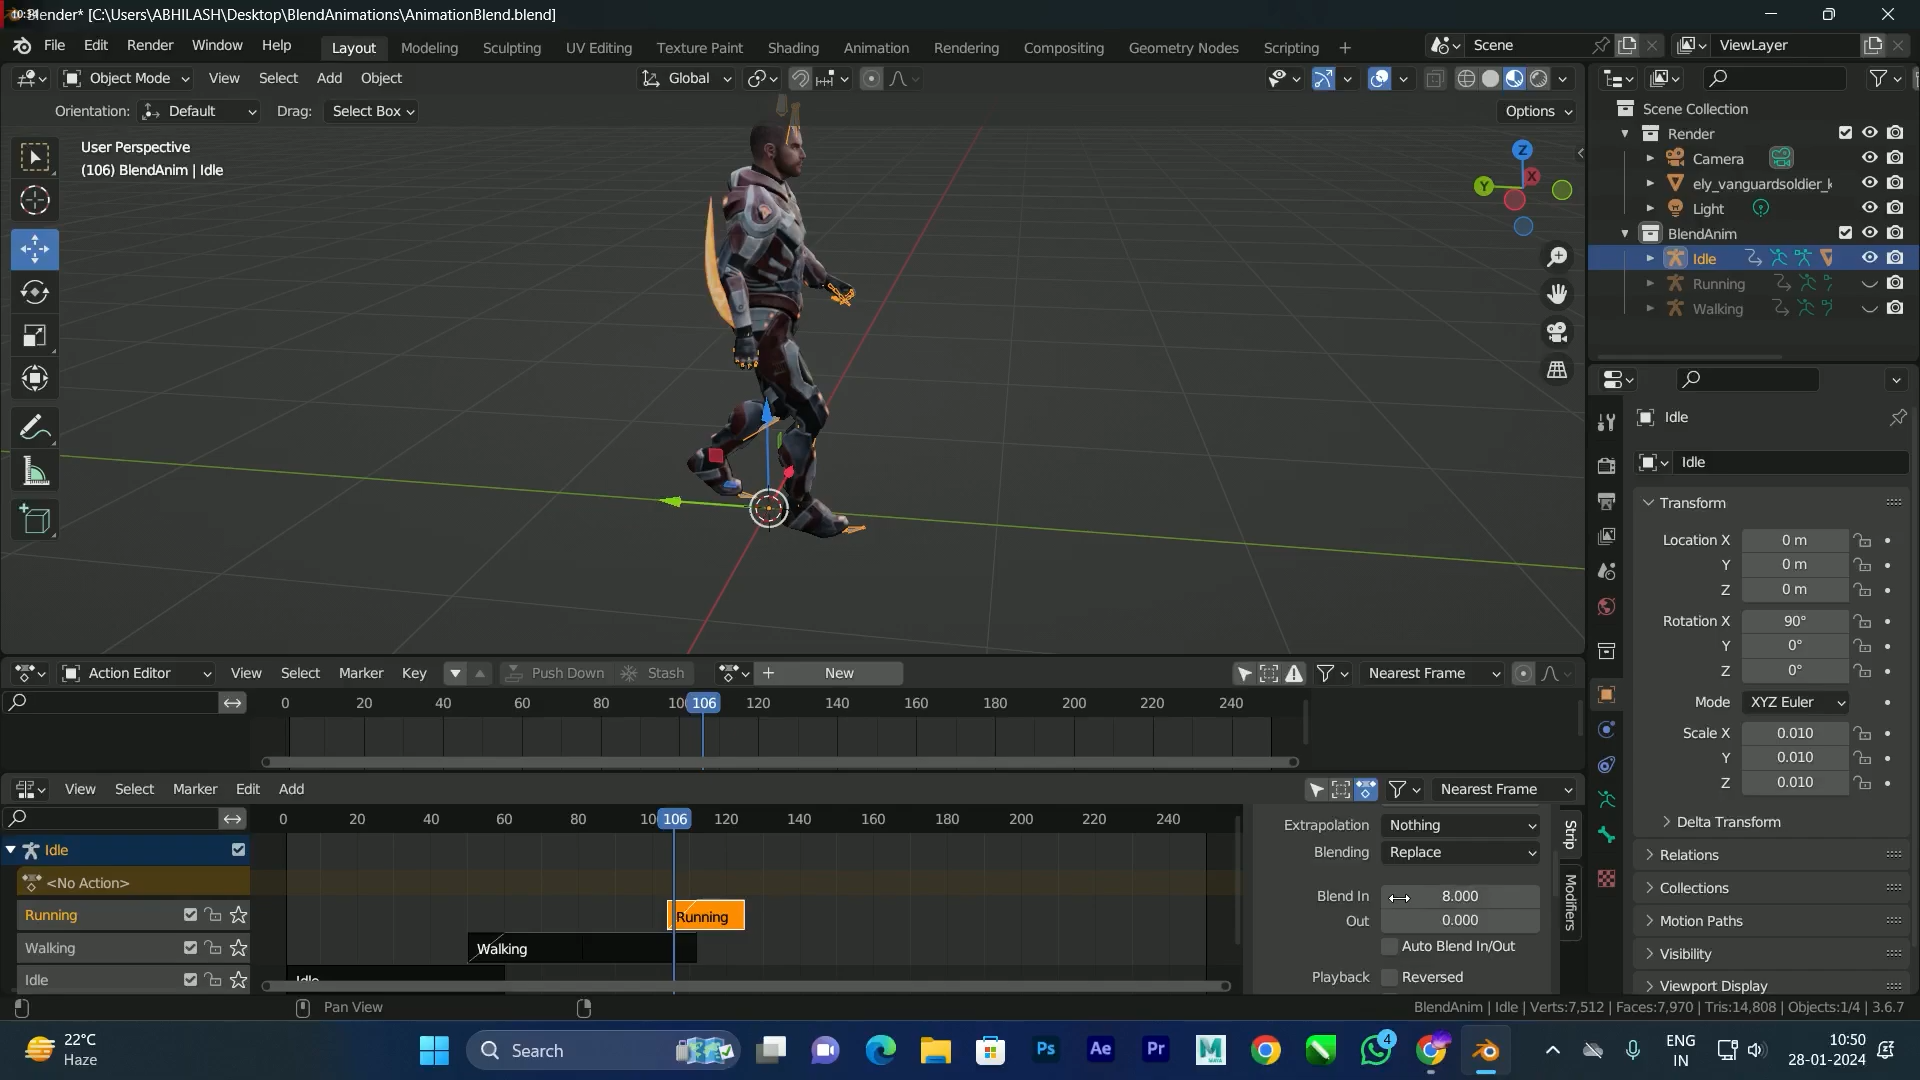 Blender* [C:\Users\ABHILASH\Desktop\BlendAnimations\AnimationBlend.blend]
File Edit Render Window Help
Layout Modeling Sculpting UV Editing Texture Paint Shading Animation Rendering Compositing Geometry Nodes Scripting +
Scene ViewLayer
Object Mode View Select Add Object Global
Orientation: Default Drag: Select Box Options
User Perspective
(106) BlendAnim | Idle
Z
Y X
Scene Collection
Render
Camera
ely_vanguardsoldier_k
Light
BlendAnim
Idle
Running
Walking
Idle
Idle
Transform
Location X 0 m
Y 0 m
Z 0 m
Rotation X 90°
Y 0°
Z 0°
Mode XYZ Euler
Scale X 0.010
Y 0.010
Z 0.010
Delta Transform
Relations
Collections
Motion Paths
Visibility
Viewport Display
Action Editor View Select Marker Key Push Down Stash New Nearest Frame
0 20 40 60 80 10 106 120 140 160 180 200 220 240
View Select Marker Edit Add Nearest Frame
0 20 40 60 80 10 106 120 140 160 180 200 220 240
Idle
<No Action>
Running
Walking
Idle
Running
Walking
Idle
Extrapolation Nothing
Blending Replace
Blend In 8.000
Out 0.000
Auto Blend In/Out
Playback Reversed
Strip
Modifiers
Pan View
BlendAnim | Idle | Verts:7,512 | Faces:7,970 | Tris:14,808 | Objects:1/4 | 3.6.7
22°C
Haze
Search
Ps Ae Pr M 4
ENG
IN
10:50
28-01-2024